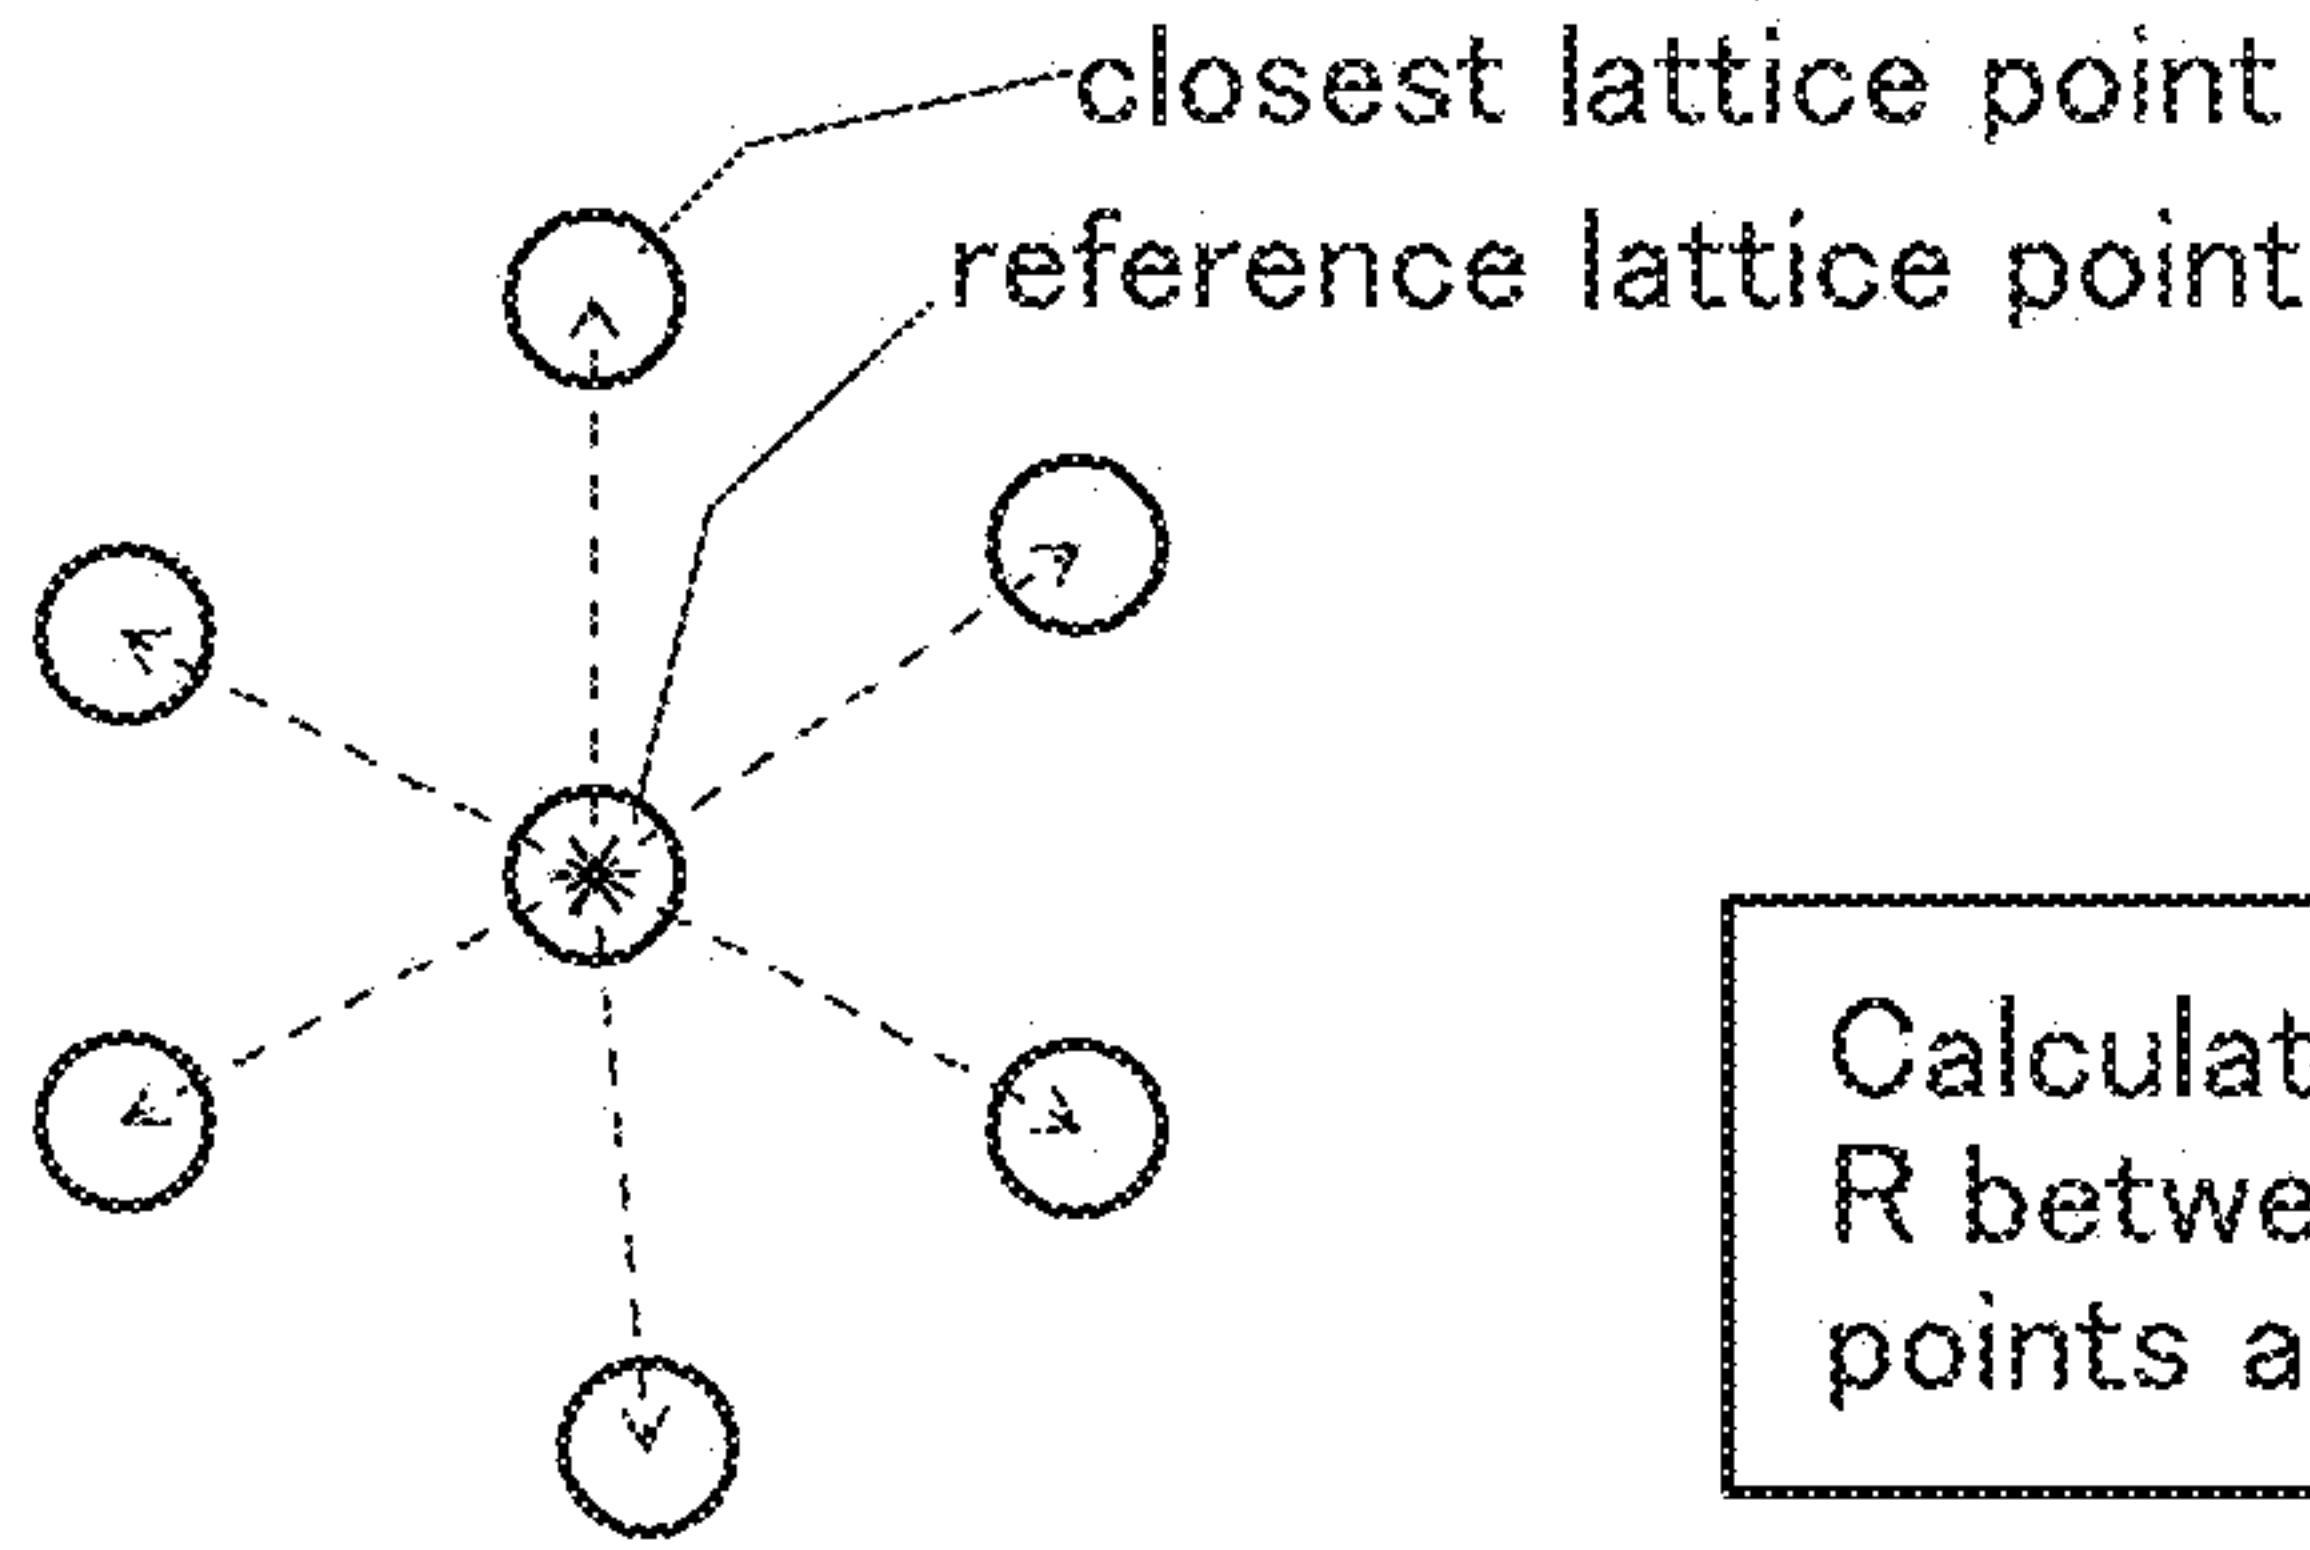 closest lattice point
reference lattice point
Calculat
R betwe
points a